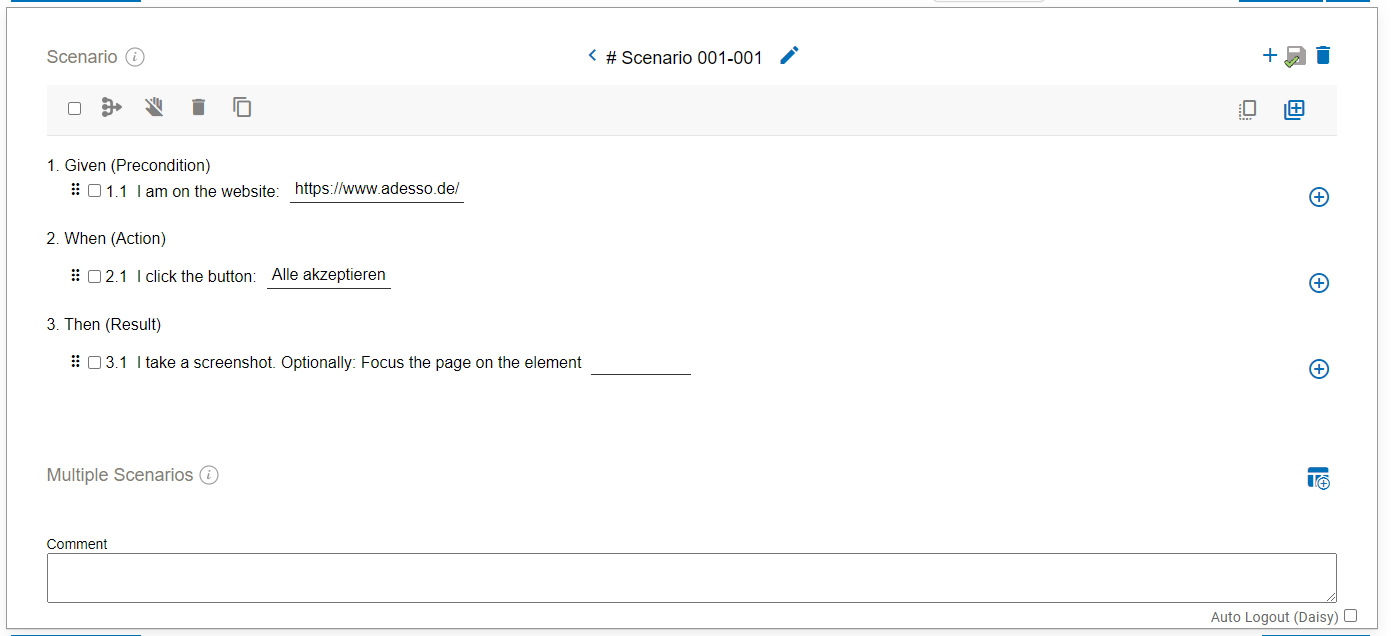 Scenario
# Scenario 001-001
1. Given (Precondition)
1.1 I am on the website: https://www.adesso.de/
2. When (Action)
2.1 I click the button: Alle akzeptieren
3. Then (Result)
3.1 I take a screenshot. Optionally: Focus the page on the element
Multiple Scenarios
Comment
Auto Logout (Daisy)